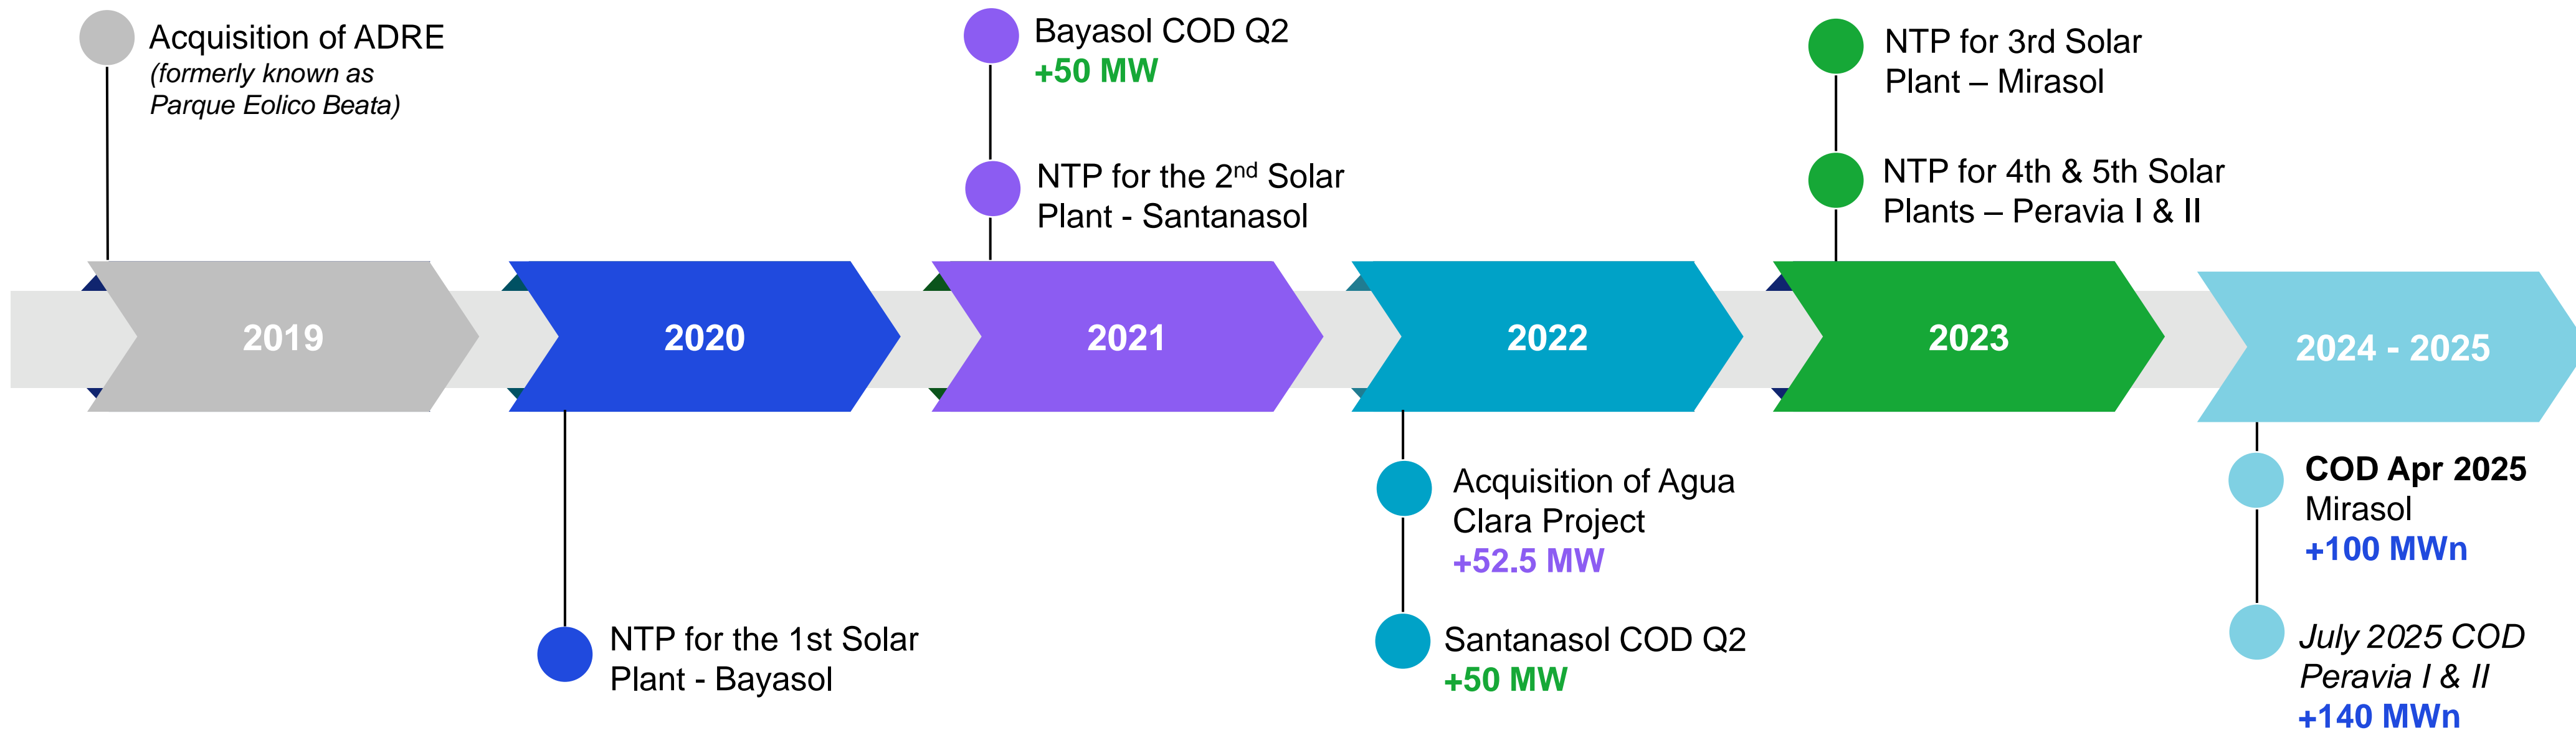 Acquisition of ADRE
(formerly known as
Parque Eolico Beata)
Bayasol COD Q2
+50 MW
NTP for the 2nd Solar
Plant - Santanasol
NTP for 3rd Solar
Plant – Mirasol
NTP for 4th & 5th Solar
Plants – Peravia I & II
2019
2020
2021
2022
2023
2024 - 2025
NTP for the 1st Solar
Plant - Bayasol
Acquisition of Agua
Clara Project
+52.5 MW
Santanasol COD Q2
+50 MW
COD Apr 2025
Mirasol
+100 MWn
July 2025 COD
Peravia I & II
+140 MWn